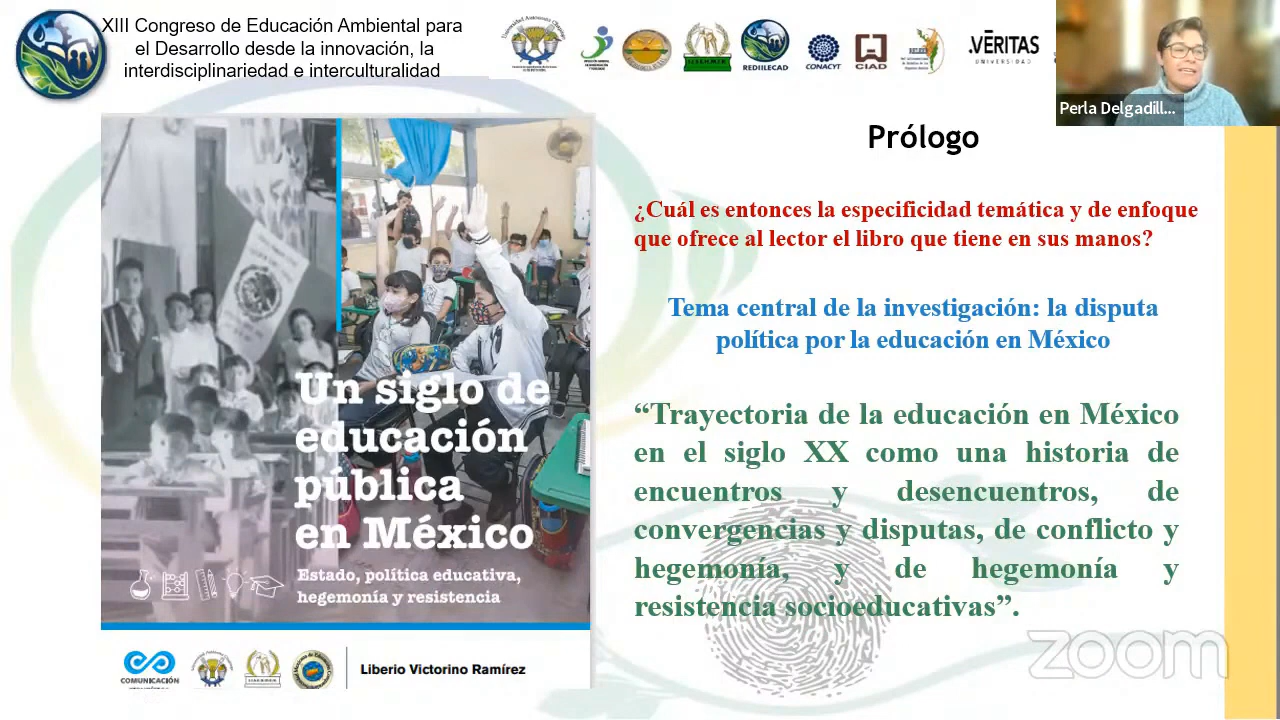 XIII Congreso de Educación Ambiental para
el Desarrollo desde la innovación, la
interdisciplinariedad e interculturalidad
REDIILECAD
CONACYT
CIAD
.VĒRITAS
UNIVERSIDAD
Perla Delgadill...
Prólogo
¿Cuál es entonces la especificidad temática y de enfoque
que ofrece al lector el libro que tiene en sus manos?
Tema central de la investigación: la disputa
política por la educación en México
“Trayectoria de la educación en México
en el siglo XX como una historia de
encuentros y desencuentros, de
convergencias y disputas, de conflicto y
hegemonía, y de hegemonía y
resistencia socioeducativas”.
Un siglo de
educación
pública
en México
Estado, política educativa,
hegemonía y resistencia
COMUNICACIÓN
Liberio Victorino Ramírez
zoom